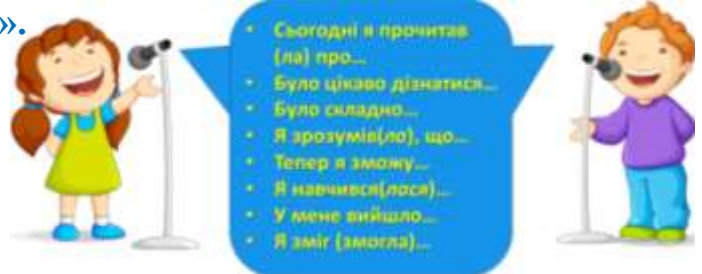 ».
• Сьогодні я прочитав
(ла) про...
• Було цікаво дізнатися...
• Було складно...
• Я зрозумів(ла), що...
• Тепер я зможу...
• Я навчився(лася)...
• У мене вийшло...
• Я зміг (змогла)...